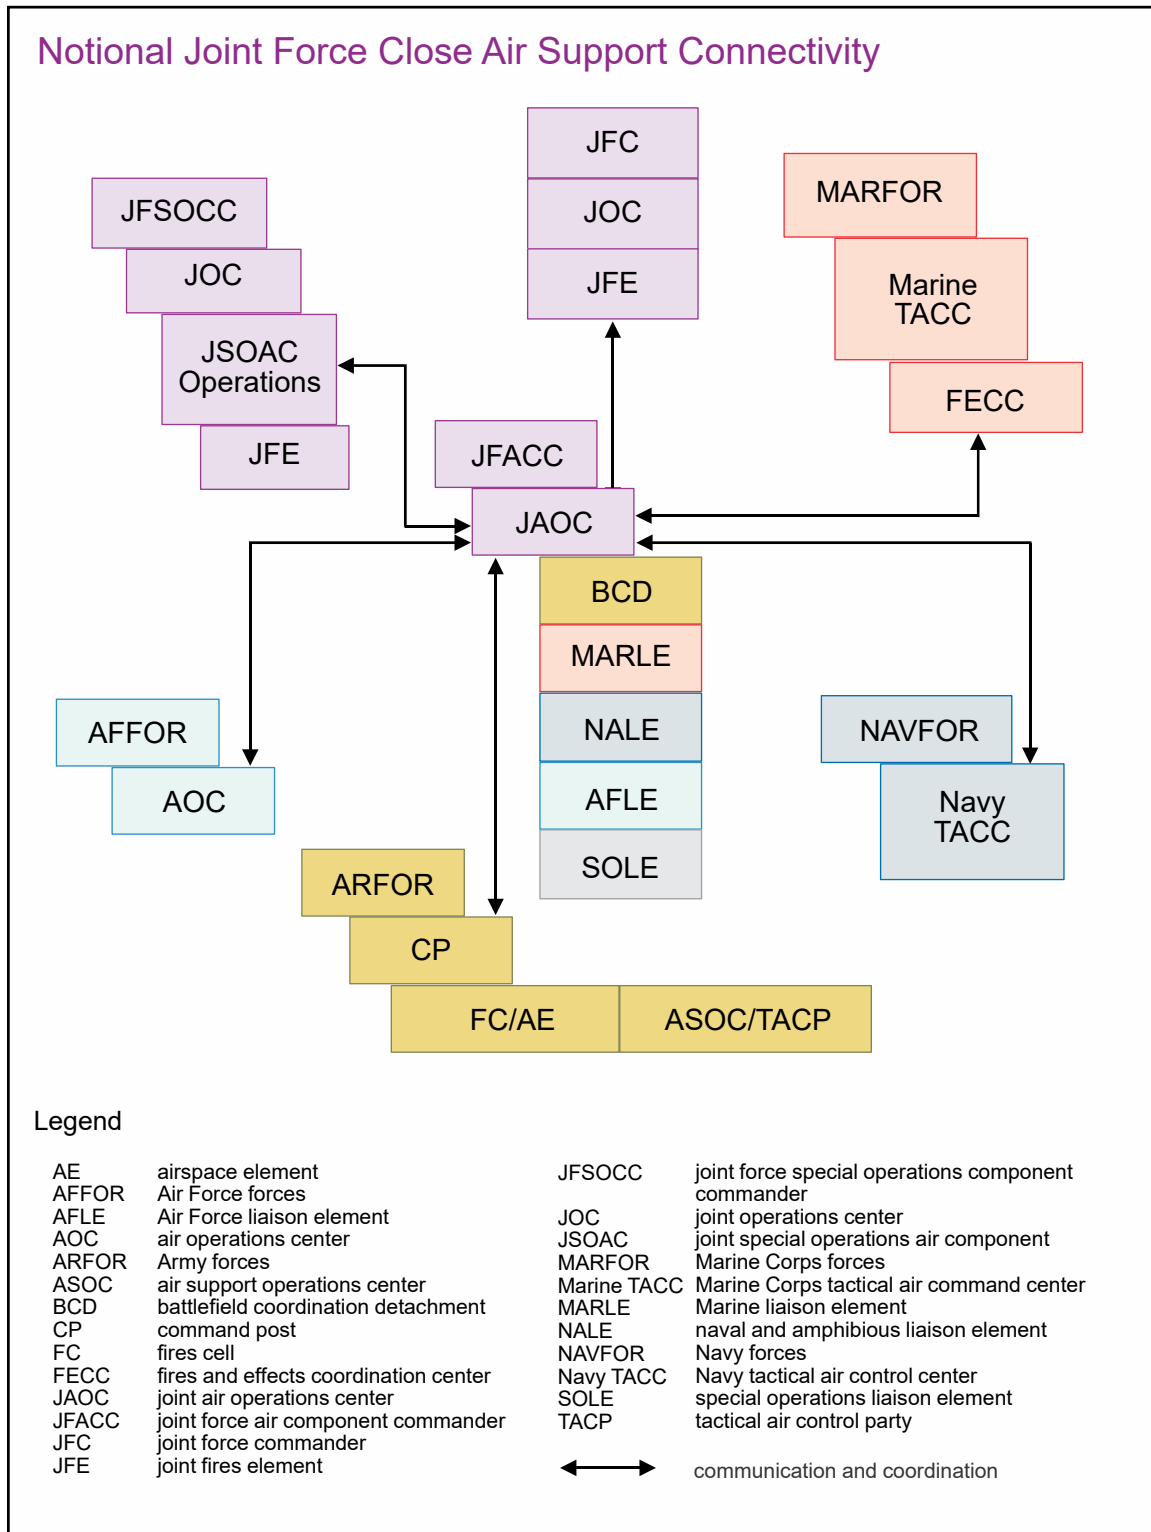 Notional Joint Force Close Air Support Connectivity
JFC
JOC
JFE
JFSOCC
JOC
JSOAC
Operations
JFE
MARFOR
Marine
TACC
FECC
JFACC
JAOC
BCD
MARLE
NALE
AFLE
SOLE
AFFOR
AOC
NAVFOR
Navy
TACC
ARFOR
CP
FC/AE
ASOC/TACP
Legend
AE airspace element
AFFOR Air Force forces
AFLE Air Force liaison element
AOC air operations center
ARFOR Army forces
ASOC air support operations center
BCD battlefield coordination detachment
CP command post
FC fires cell
FECC fires and effects coordination center
JAOC joint air operations center
JFACC joint force air component commander
JFC joint force commander
JFE joint fires element
JFSOCC joint force special operations component
commander
JOC joint operations center
JSOAC joint special operations air component
MARFOR Marine Corps forces
Marine TACC Marine Corps tactical air command center
MARLE Marine liaison element
NALE naval and amphibious liaison element
NAVFOR Navy forces
Navy TACC Navy tactical air control center
SOLE special operations liaison element
TACP tactical air control party
communication and coordination